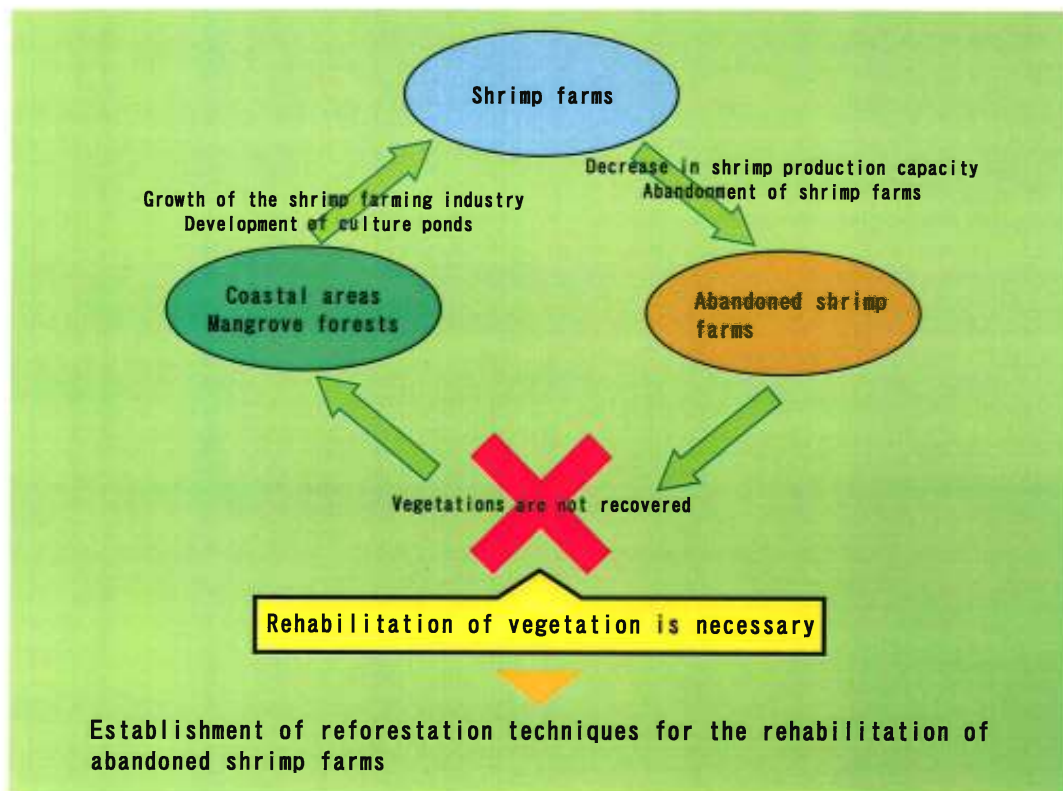 Shrimp farms
Decrease in shrimp production capacity
Abandonment of shrimp farms
Growth of the shrimp farming industry
Development of culture ponds
Coastal areas
Mangrove forests
Abandoned shrimp
farms
Vegetations are not recovered
Rehabilitation of vegetation is necessary
Establishment of reforestation techniques for the rehabilitation of
abandoned shrimp farms